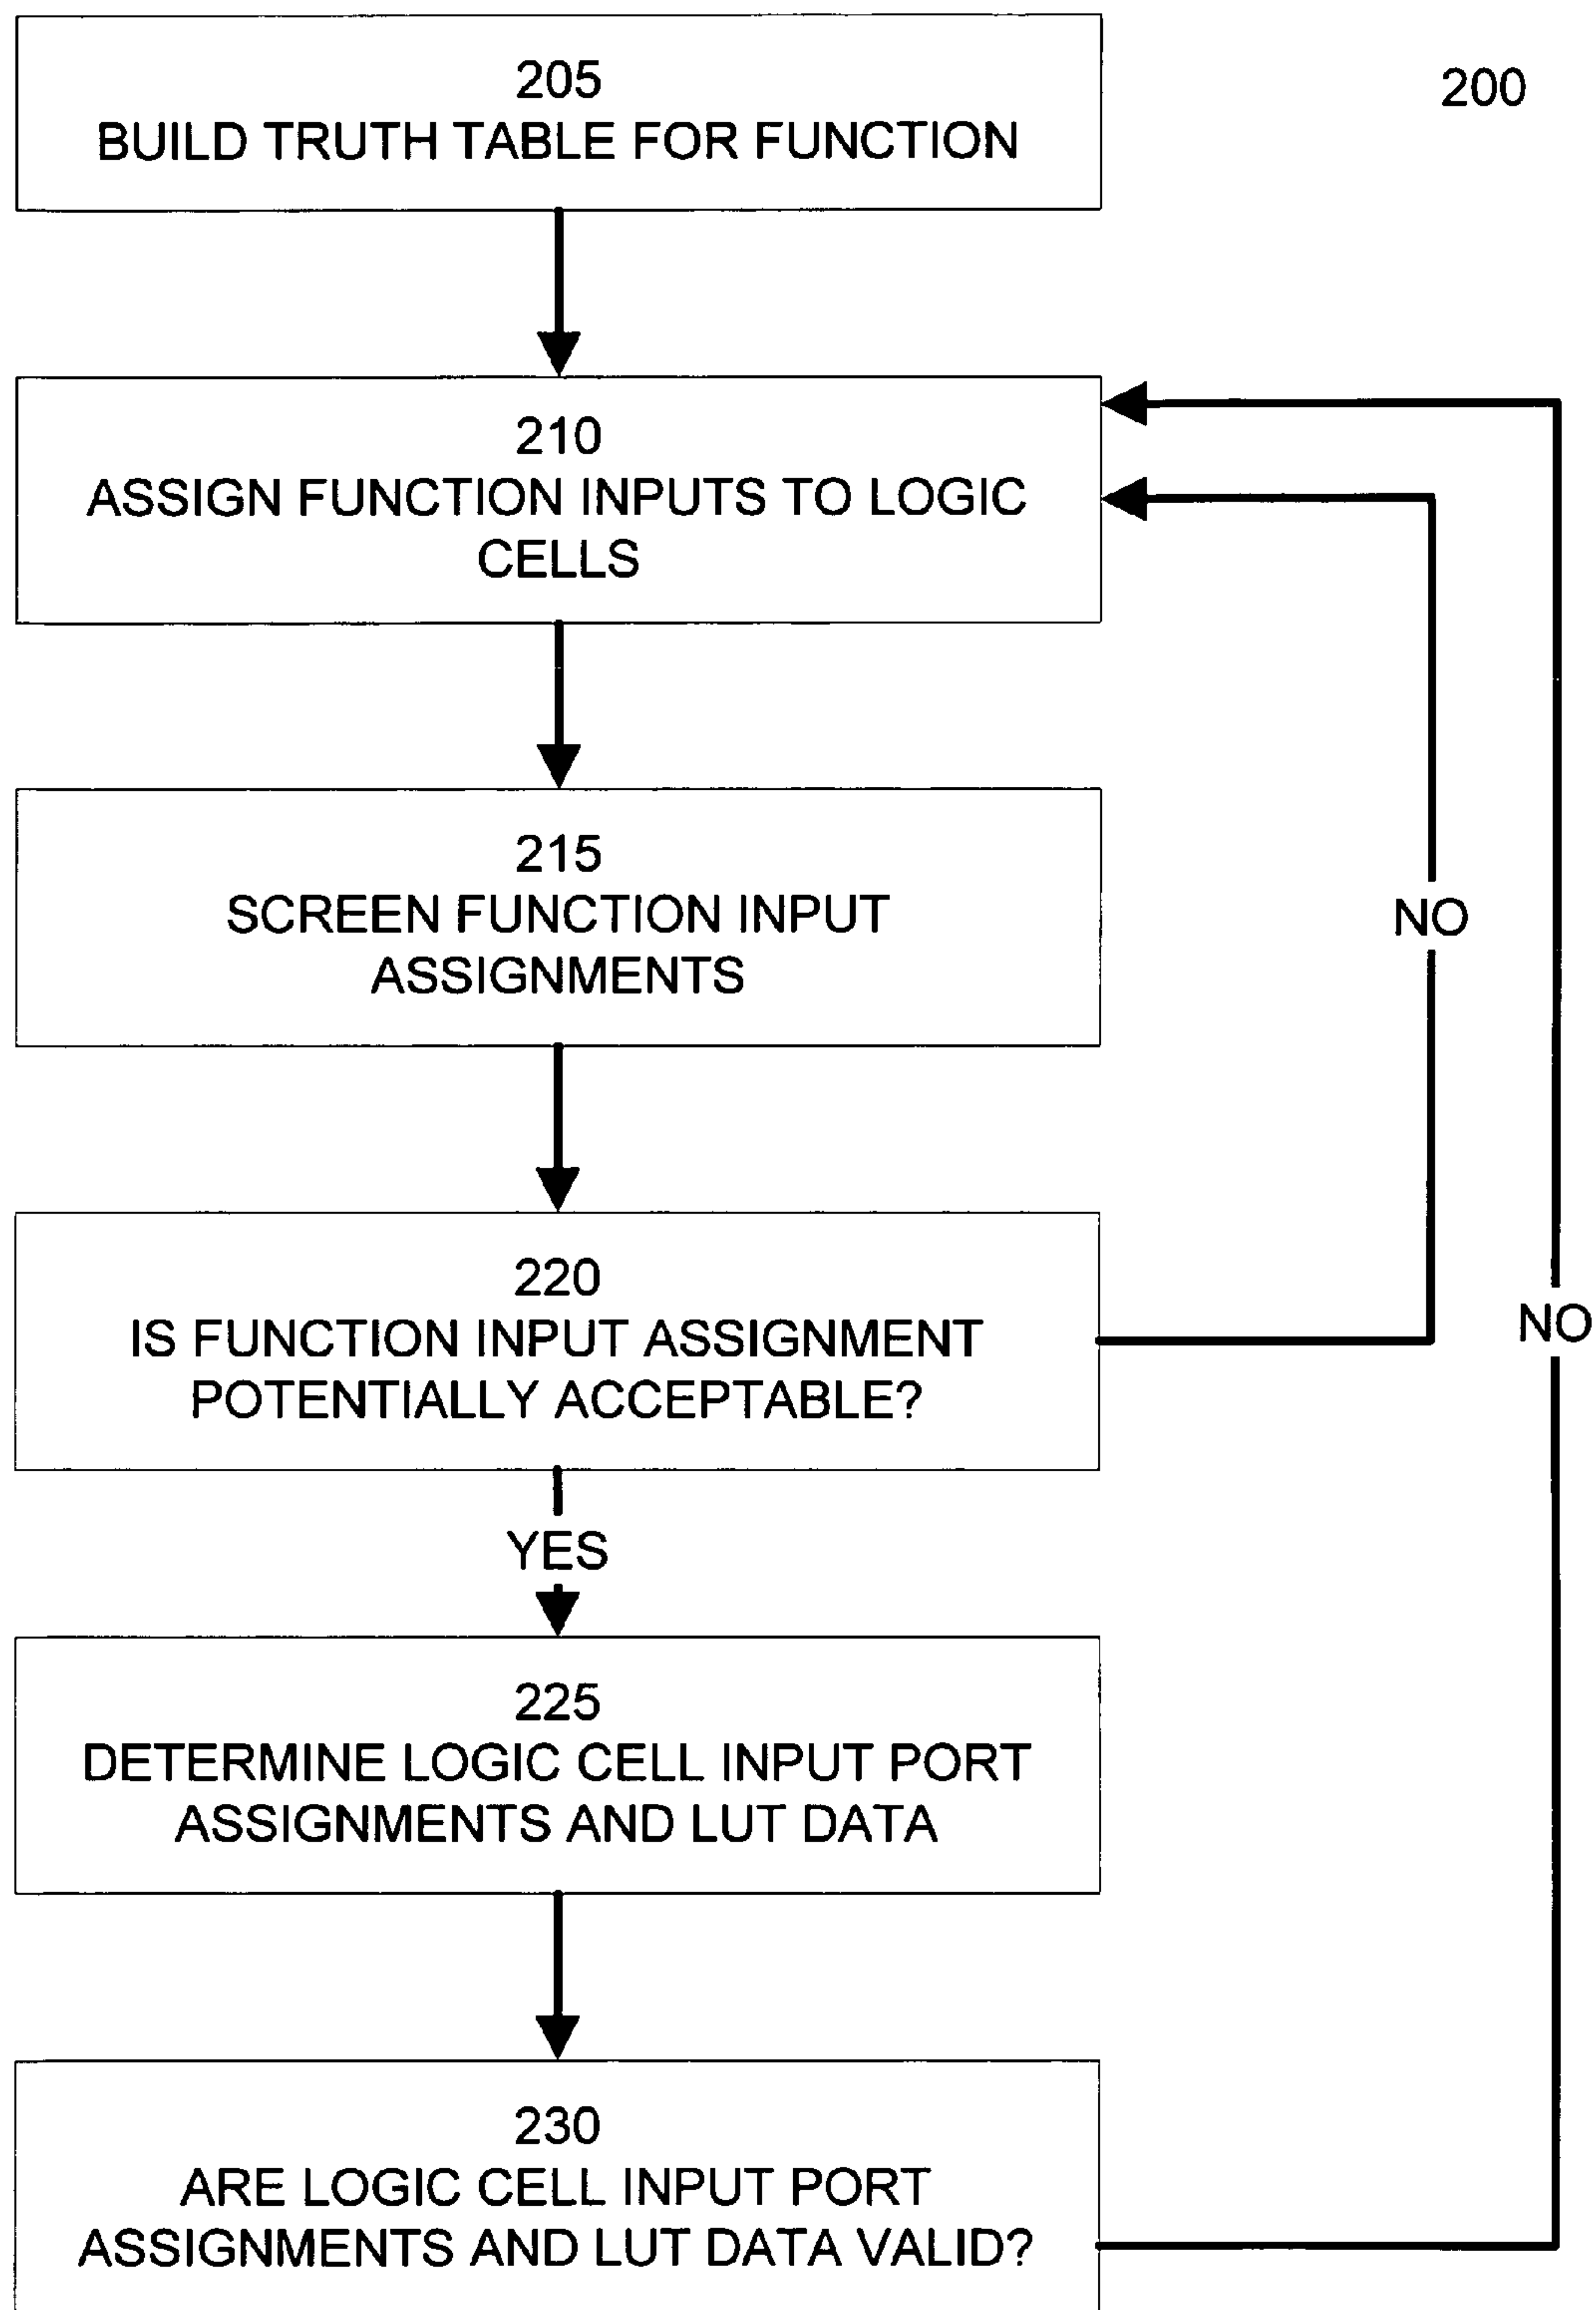 200
205
BUILD TRUTH TABLE FOR FUNCTION
210
ASSIGN FUNCTION INPUTS TO LOGIC
CELLS
215
SCREEN FUNCTION INPUT
ASSIGNMENTS
NO
220
IS FUNCTION INPUT ASSIGNMENT
POTENTIALLY ACCEPTABLE?
NO
YES
225
DETERMINE LOGIC CELL INPUT PORT
ASSIGNMENTS AND LUT DATA
230
ARE LOGIC CELL INPUT PORT
ASSIGNMENTS AND LUT DATA VALID?